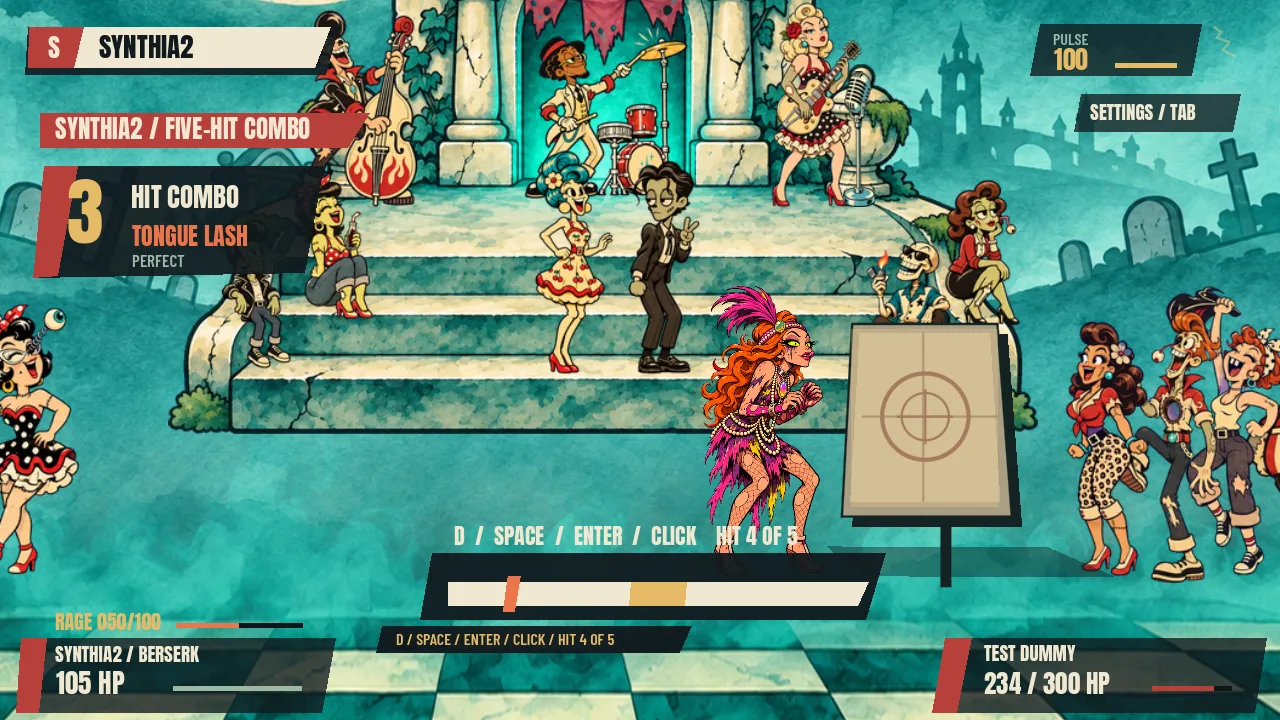 S SYNTHIA2
PULSE
100
SETTINGS / TAB
SYNTHIA2 / FIVE-HIT COMBO
3 HIT COMBO
TONGUE LASH
PERFECT
D / SPACE / ENTER / CLICK HIT 4 OF 5
D / SPACE / ENTER / CLICK / HIT 4 OF 5
RAGE 050/100
SYNTHIA2 / BERSERK
105 HP
TEST DUMMY
234 / 300 HP